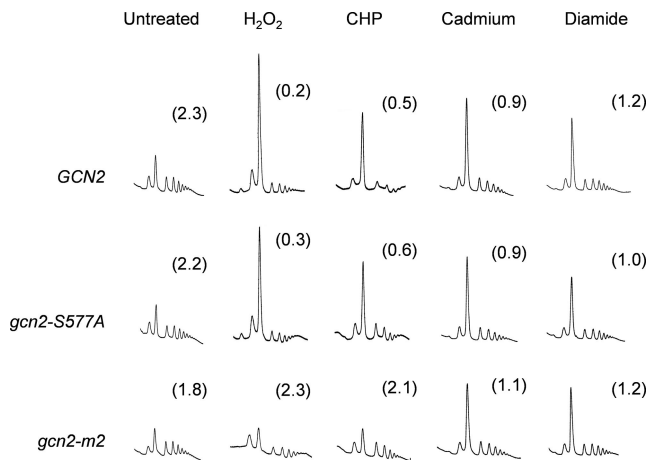 Untreated H₂O₂ CHP Cadmium Diamide
(2.3) (0.2) (0.5) (0.9) (1.2)
GCN2
(2.2) (0.3) (0.6) (0.9) (1.0)
gcn2-S577A
(1.8) (2.3) (2.1) (1.1) (1.2)
gcn2-m2